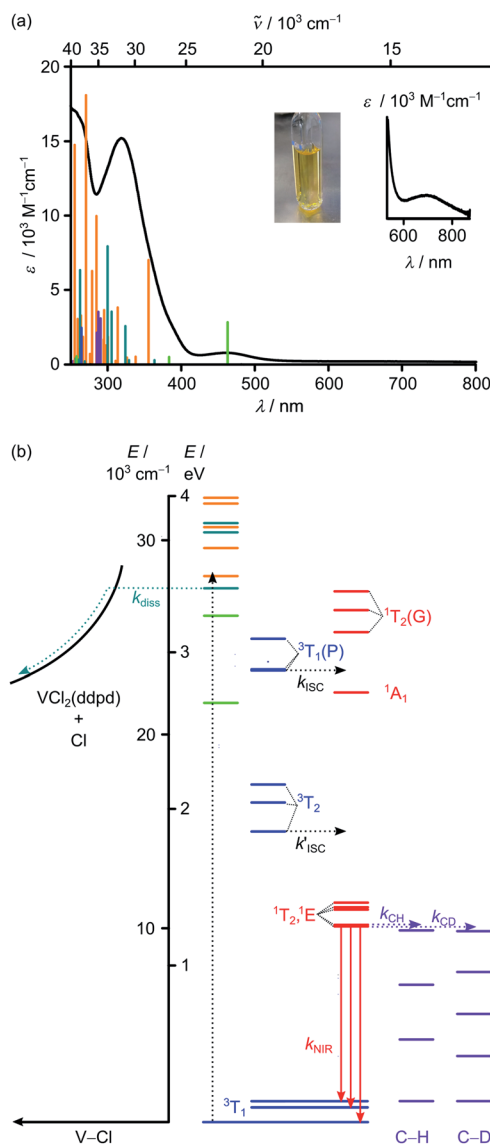 (a)
ν̃ / 10³ cm⁻¹
40 35 30 25 20 15
20
15
10
5
0
ε / 10³ M⁻¹cm⁻¹
ε / 10³ M⁻¹cm⁻¹
600 800
λ / nm
300 400 500 600 700 800
λ / nm
(b)
E /
10³ cm⁻¹
E /
eV
4
30
k_diss
¹T₂(G)
³T₁(P)
3
k_ISC
VCl₂(ddpd)
+
Cl
¹A₁
20
³T₂
2
k'_ISC
¹T₂,¹E
k_CH
k_CD
10
1
k_NIR
³T₁
V–Cl
C–H
C–D